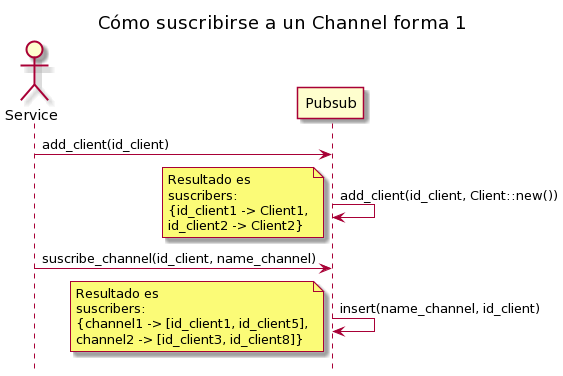 Cómo suscribirse a un Channel forma 1
Service
Pubsub
add_client(id_client)
Resultado es
suscribers:
{id_client1 -> Client1,
id_client2 -> Client2}
add_client(id_client, Client::new())
suscribe_channel(id_client, name_channel)
Resultado es
suscribers:
{channel1 -> [id_client1, id_client5],
channel2 -> [id_client3, id_client8]}
insert(name_channel, id_client)